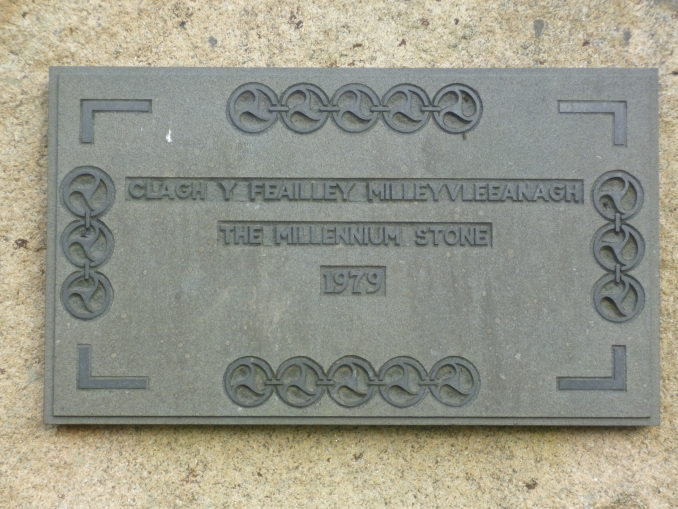 CLAGH Y FEAILLEY MILLEYVLEEANAGH
THE MILLENNIUM STONE
1979